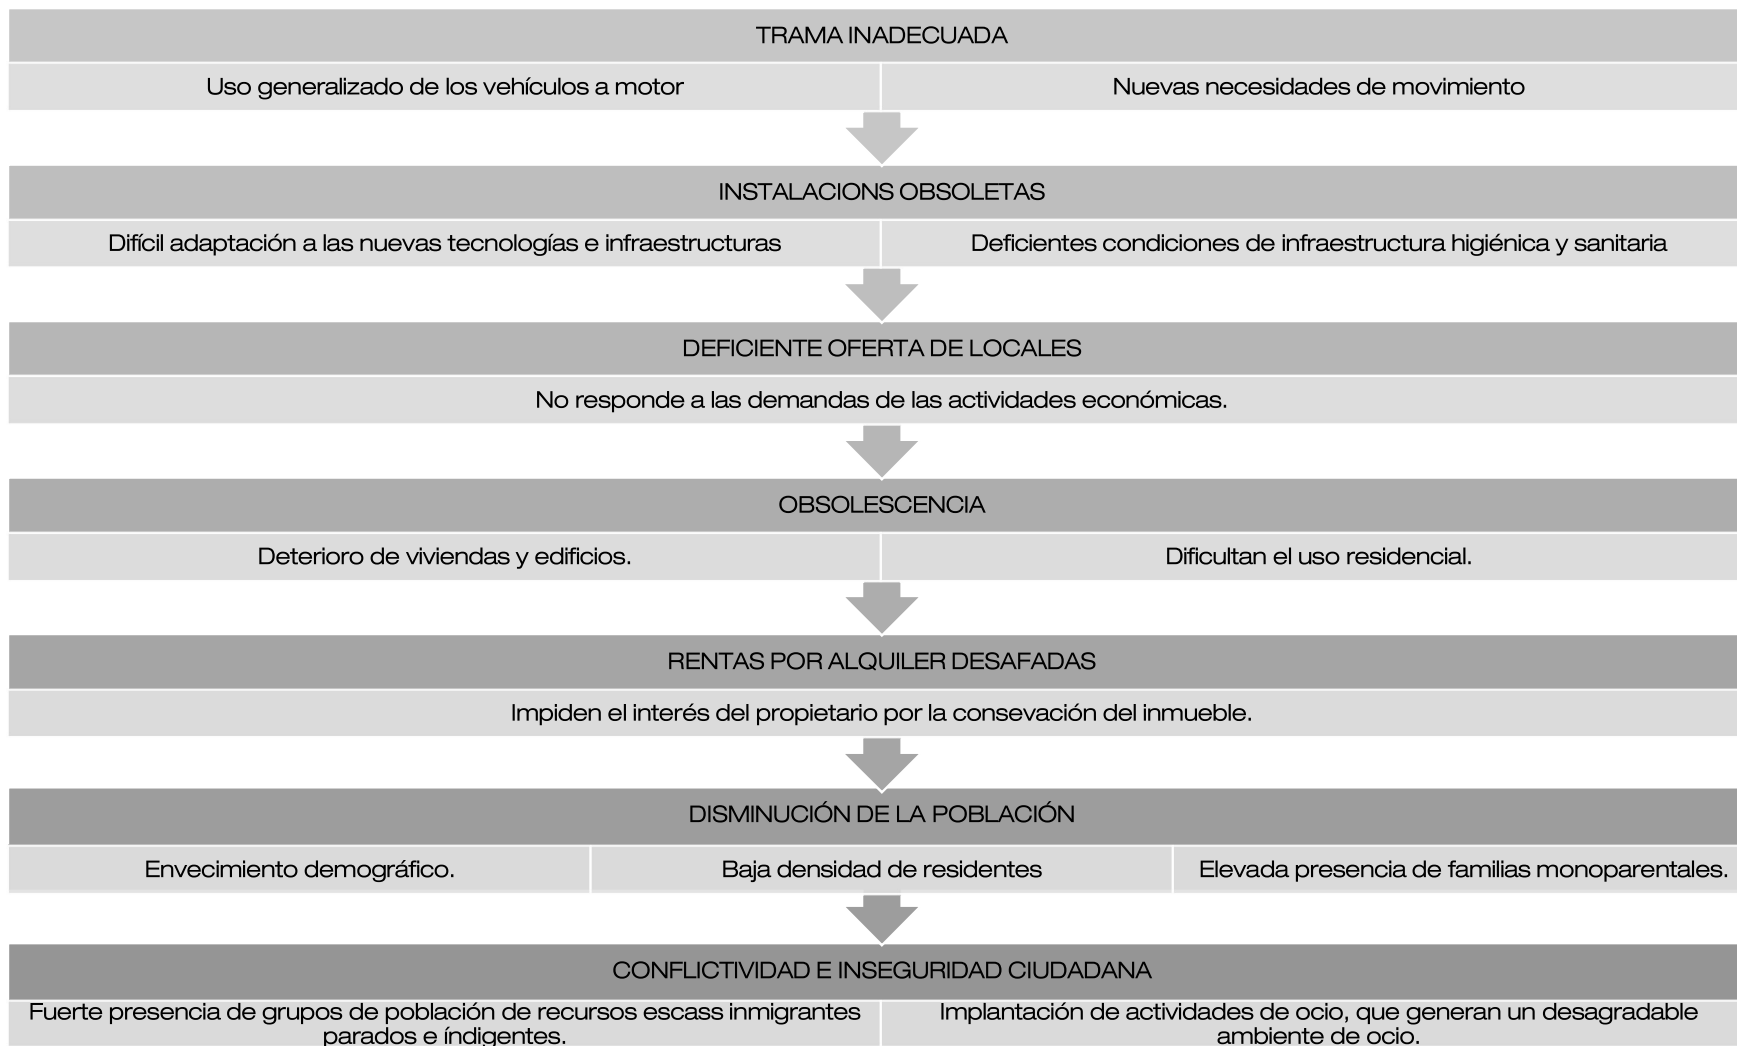 TRAMA INADECUADA
Uso generalizado de los vehículos a motor
Nuevas necesidades de movimiento
INSTALACIONS OBSOLETAS
Difícil adaptación a las nuevas tecnologías e infraestructuras
Deficientes condiciones de infraestructura higiénica y sanitaria
DEFICIENTE OFERTA DE LOCALES
No responde a las demandas de las actividades económicas.
OBSOLESCENCIA
Deterioro de viviendas y edificios.
Dificultan el uso residencial.
RENTAS POR ALQUILER DESAFADAS
Impiden el interés del propietario por la consevación del inmueble.
DISMINUCIÓN DE LA POBLACIÓN
Envecimiento demográfico.
Baja densidad de residentes
Elevada presencia de familias monoparentales.
CONFLICTIVIDAD E INSEGURIDAD CIUDADANA
Fuerte presencia de grupos de población de recursos escass inmigrantes
parados e índigentes.
Implantación de actividades de ocio, que generan un desagradable
ambiente de ocio.